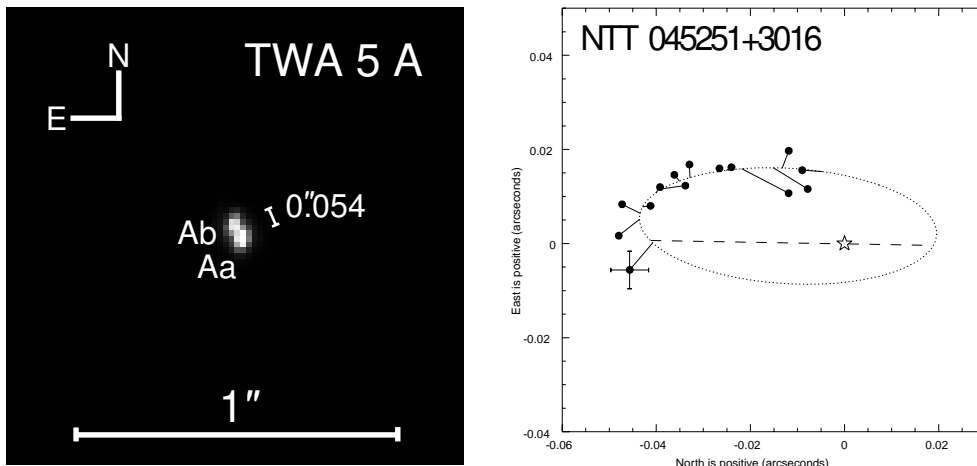 TWA 5 A
N
E
0″.054
Ab
Aa
1″
NTT 045251+3016
East is positive (arcseconds)
0.04
0.02
0
-0.02
-0.04
-0.06
-0.04
-0.02
0
0.02
North is positive (arcseconds)